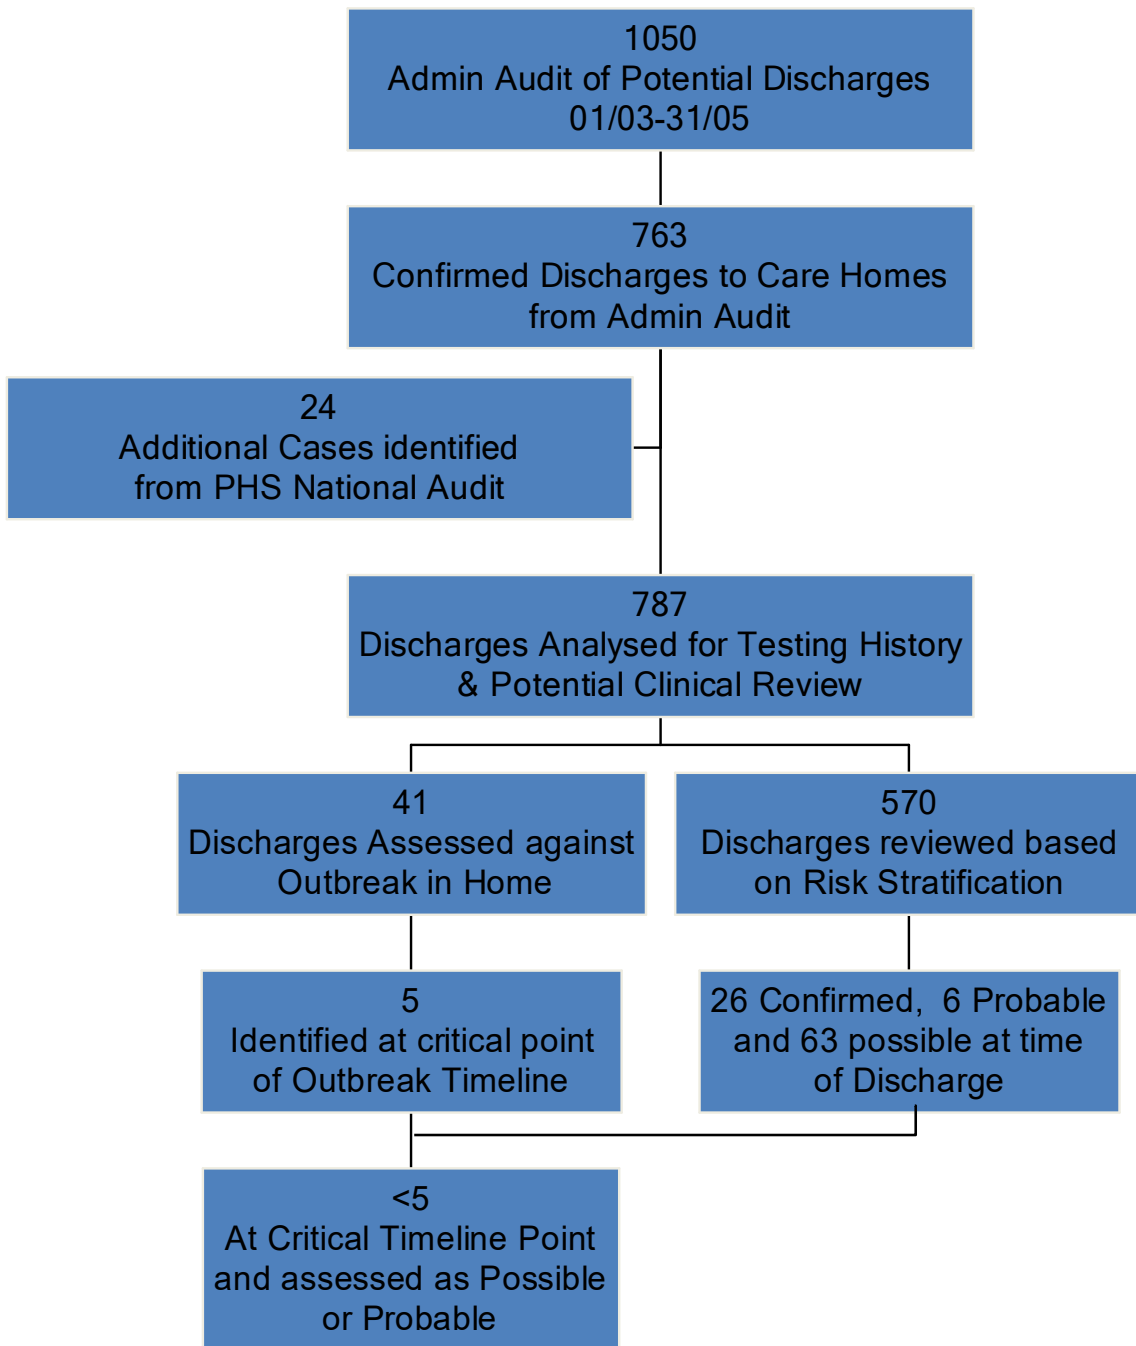 1050
Admin Audit of Potential Discharges
01/03-31/05
763
Confirmed Discharges to Care Homes
from Admin Audit
24
Additional Cases identified
from PHS National Audit
787
Discharges Analysed for Testing History
& Potential Clinical Review
41
Discharges Assessed against
Outbreak in Home
570
Discharges reviewed based
on Risk Stratification
5
Identified at critical point
of Outbreak Timeline
26 Confirmed, 6 Probable
and 63 possible at time
of Discharge
<5
At Critical Timeline Point
and assessed as Possible
or Probable